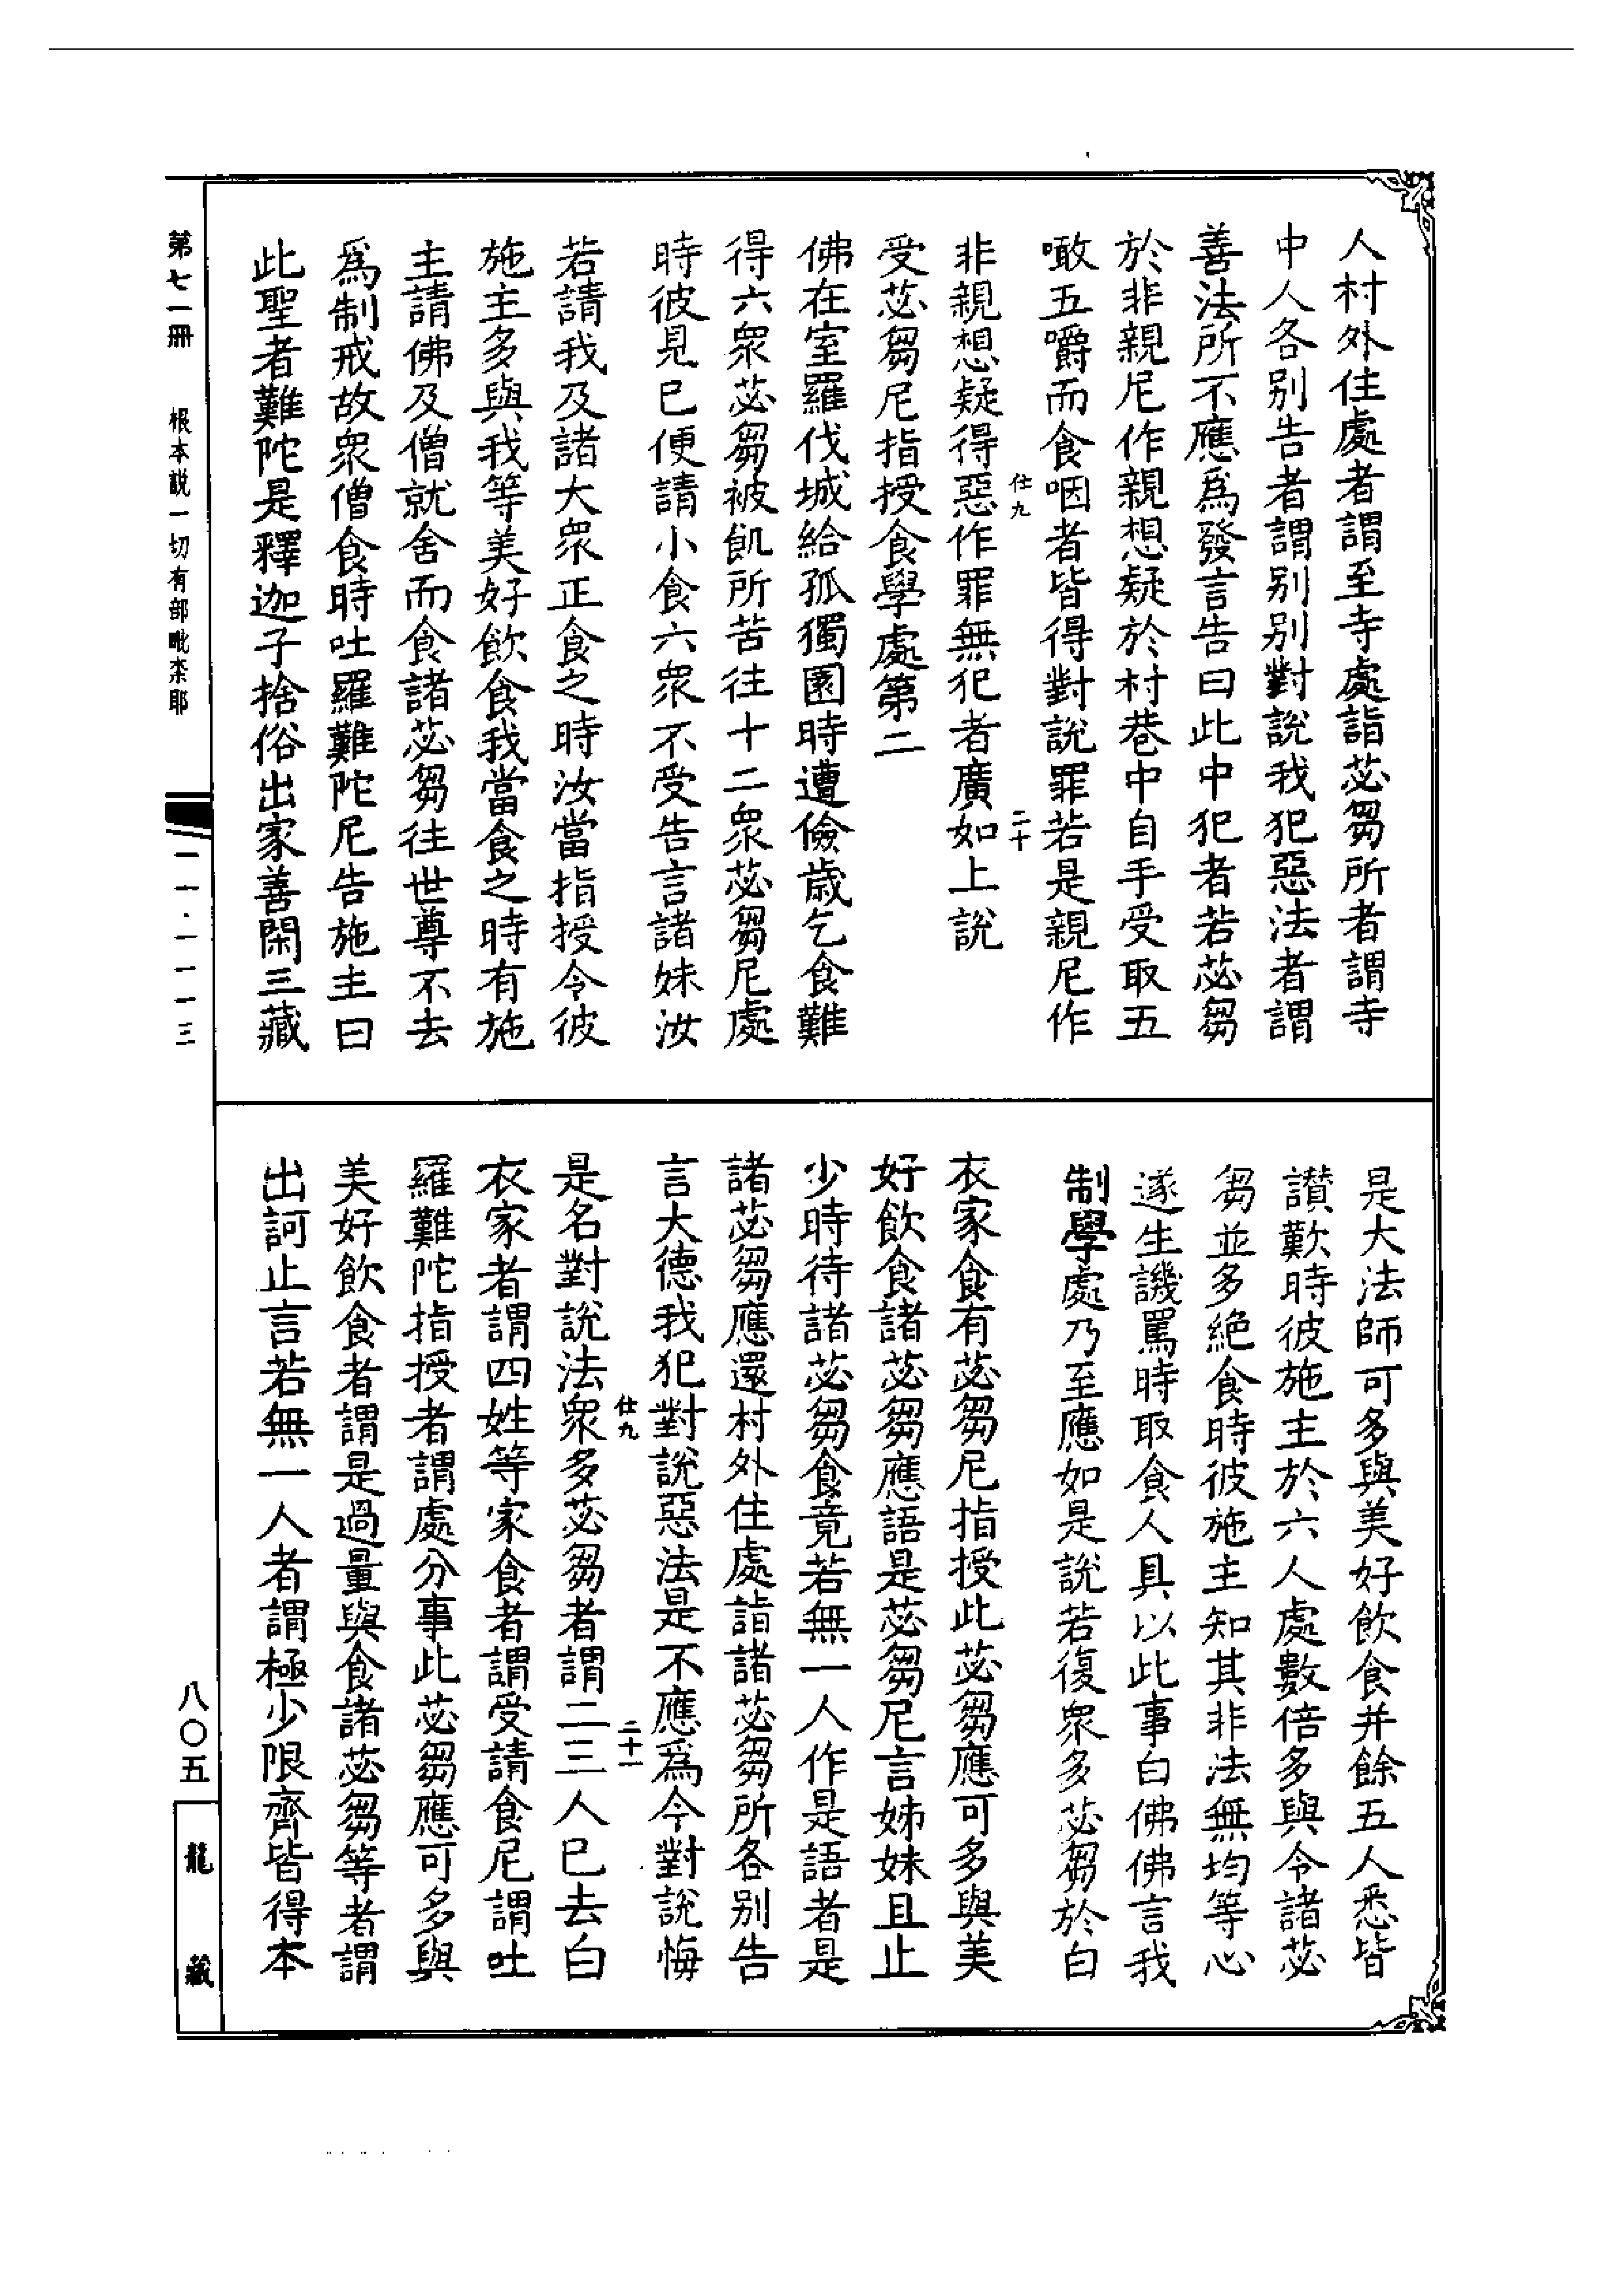 人村外住處者謂至寺處詣苾芻所者謂寺
中人各別告者謂別別對說我犯惡法者謂
善法所不應爲發言告曰此中犯者若苾芻
於非親尼作親想疑於村巷中自手受取五
噉五嚼而食咽者皆得對說罪若是親尼作
仕九
二十
非親想疑得惡作罪無犯者廣如上說
受苾芻尼指授食學處第二
佛在室羅伐城給孤獨園時遭儉歲乞食難
得六衆苾芻被飢所苦往十二衆苾芻尼處
時彼見已便請小食六衆不受告言諸妹汝
若請我及諸大衆正食之時汝當指授令彼
施主多與我等美好飲食我當食之時有施
主請佛及僧就舍而食諸苾芻往世尊不去
爲制戒故衆僧食時吐羅難陀尼告施主曰
此聖者難陀是釋迦子捨俗出家善閑三藏
是大法師可多與美好飲食并餘五人悉皆
讚歎時彼施主於六人處數倍多與令諸苾
芻並多絕食時彼施主知其非法無均等心
遂生譏罵時取食人具以此事白佛佛言我
制學處乃至應如是說若復衆多苾芻於白
衣家食有苾芻尼指授此苾芻應可多與美
好飲食諸苾芻應語是苾芻尼言姊妹且止
少時待諸苾芻食竟若無一人作是語者是
諸苾芻應還村外住處詣諸苾芻所各別告
言大德我犯對說惡法是不應爲今對說悔
仕九
二十一
是名對說法衆多苾芻者謂二三人已去白
衣家者謂四姓等家食者謂受請食尼謂吐
羅難陀指授者謂處分事此苾芻應可多與
美好飲食者謂是過量與食諸苾芻等者謂
出訶止言若無一人者謂極少限齊皆得本
第七一冊　根本説一切有部毗柰耶
一一·一一一三
八〇五
龍藏